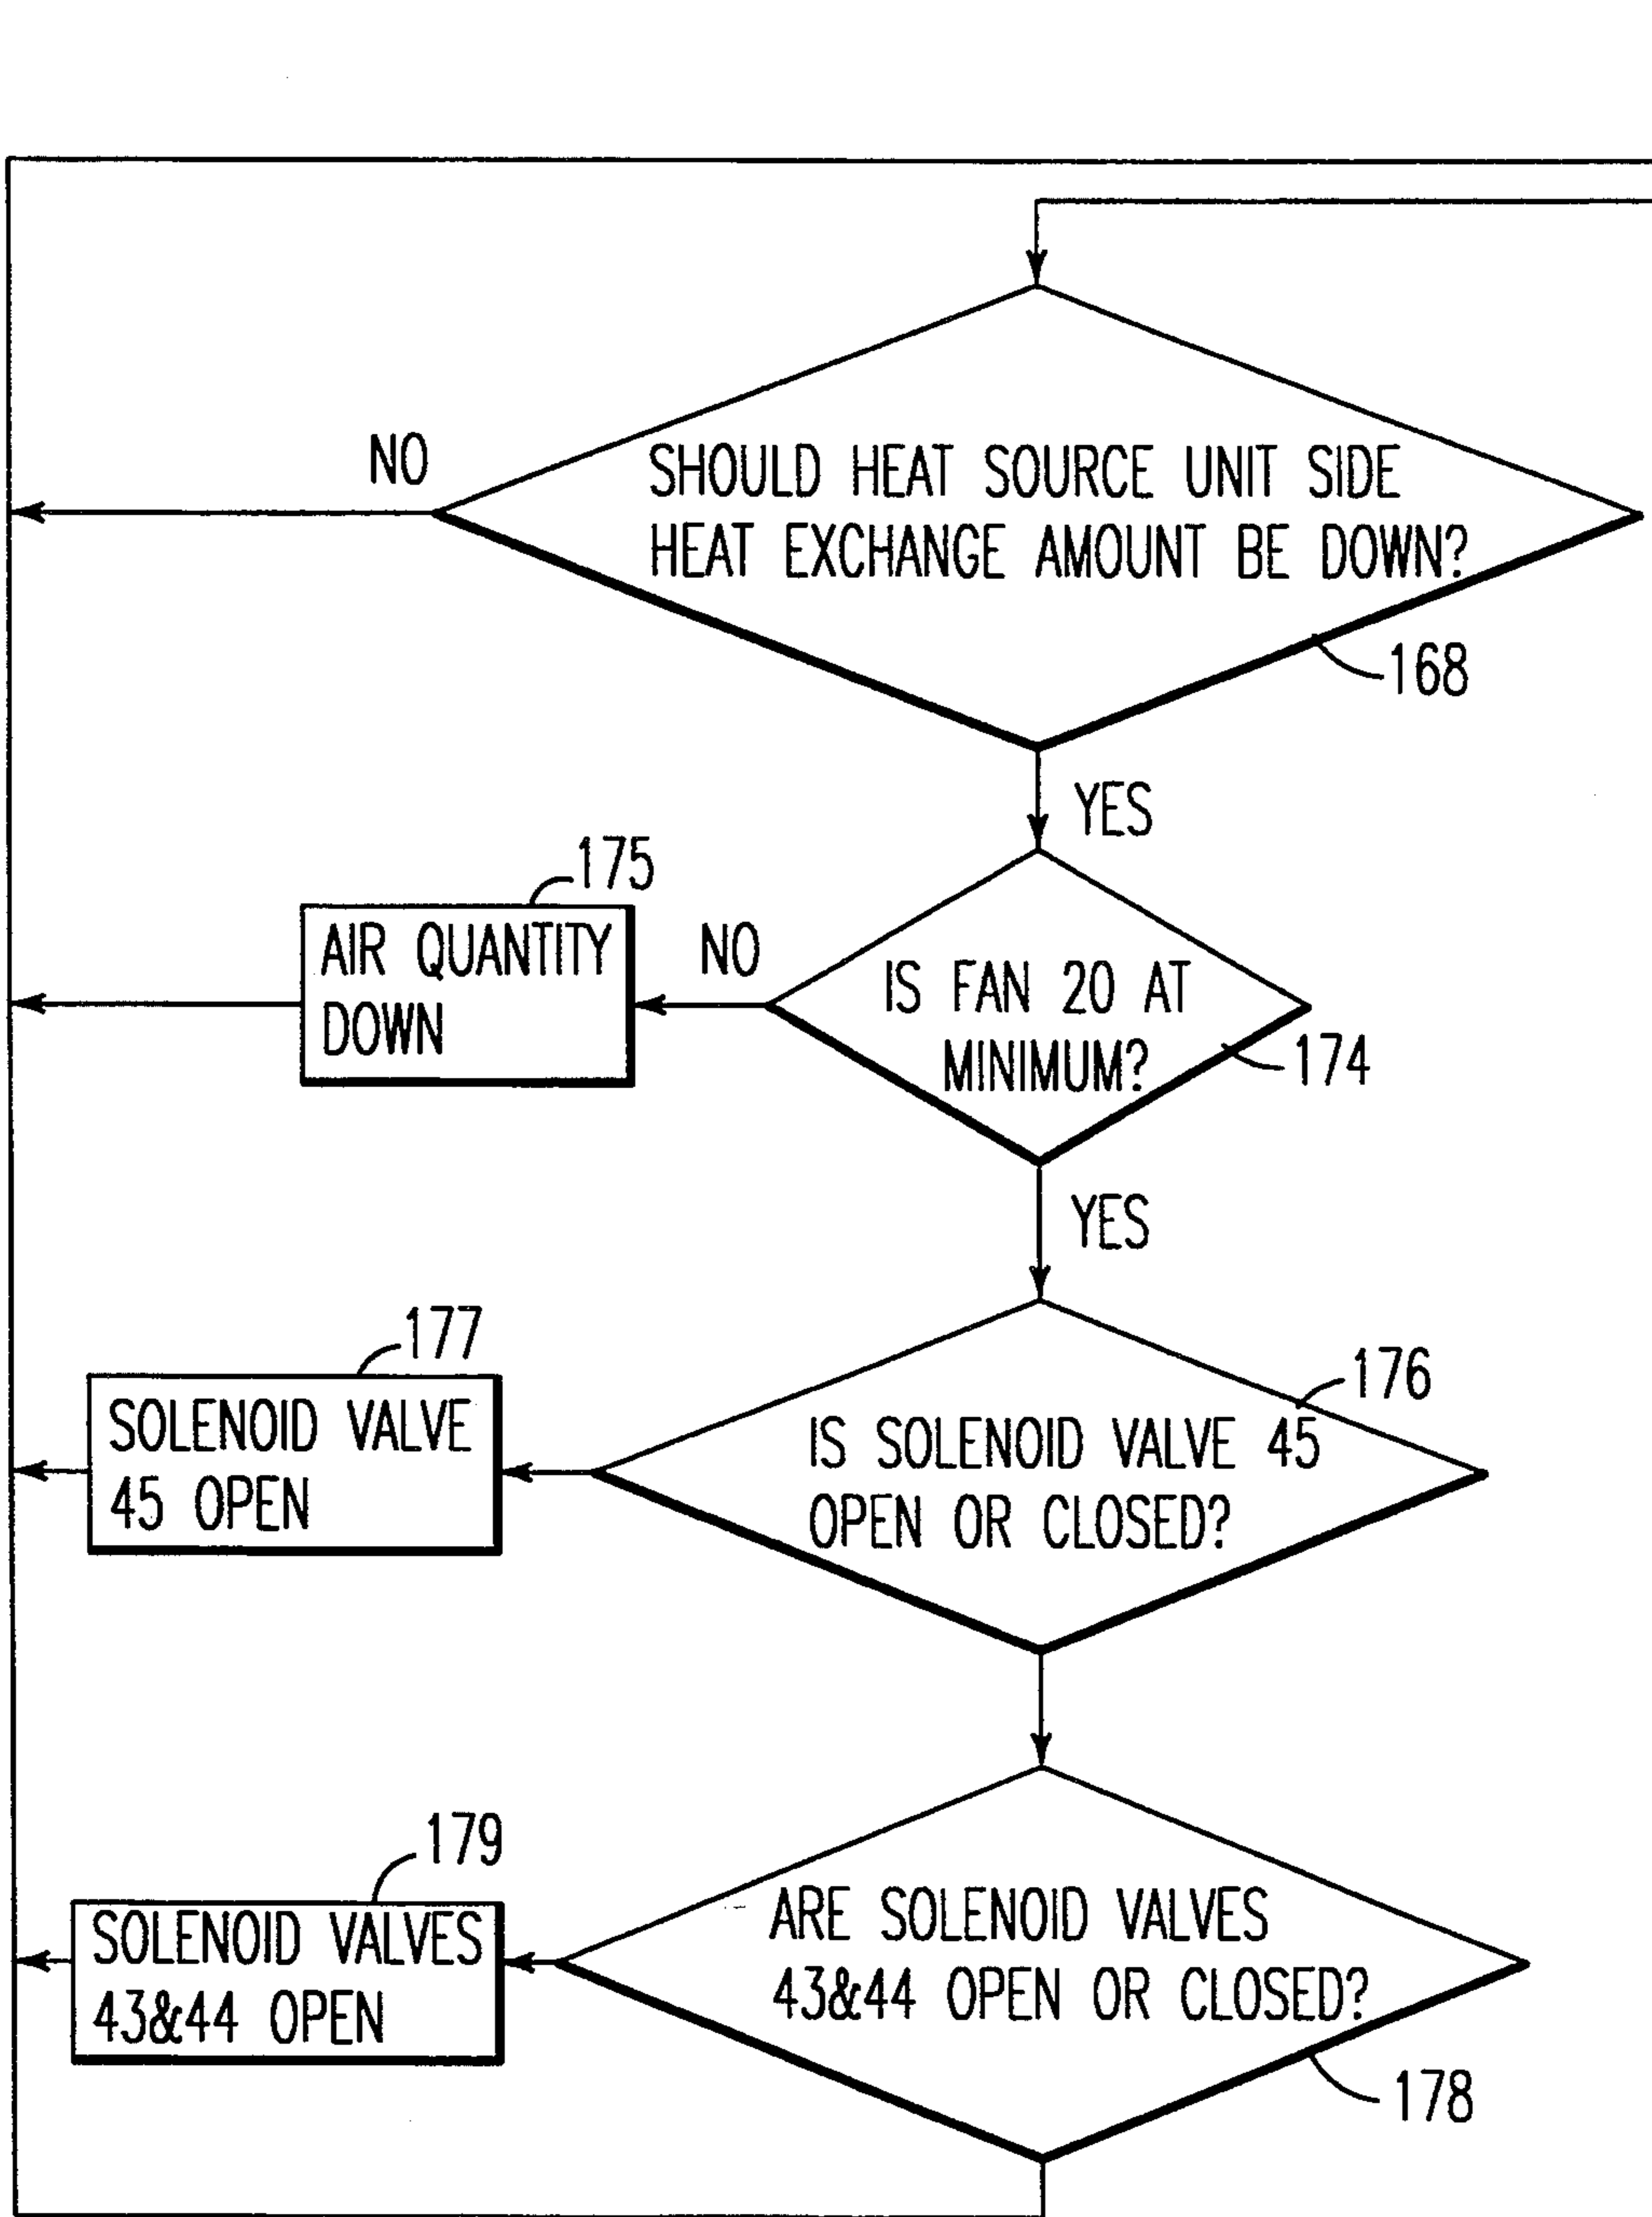 NO
SHOULD HEAT SOURCE UNIT SIDE
HEAT EXCHANGE AMOUNT BE DOWN?
168
YES
175
AIR QUANTITY
DOWN
NO
IS FAN 20 AT
MINIMUM?
174
YES
177
SOLENOID VALVE
45 OPEN
176
IS SOLENOID VALVE 45
OPEN OR CLOSED?
179
SOLENOID VALVES
43&44 OPEN
ARE SOLENOID VALVES
43&44 OPEN OR CLOSED?
178